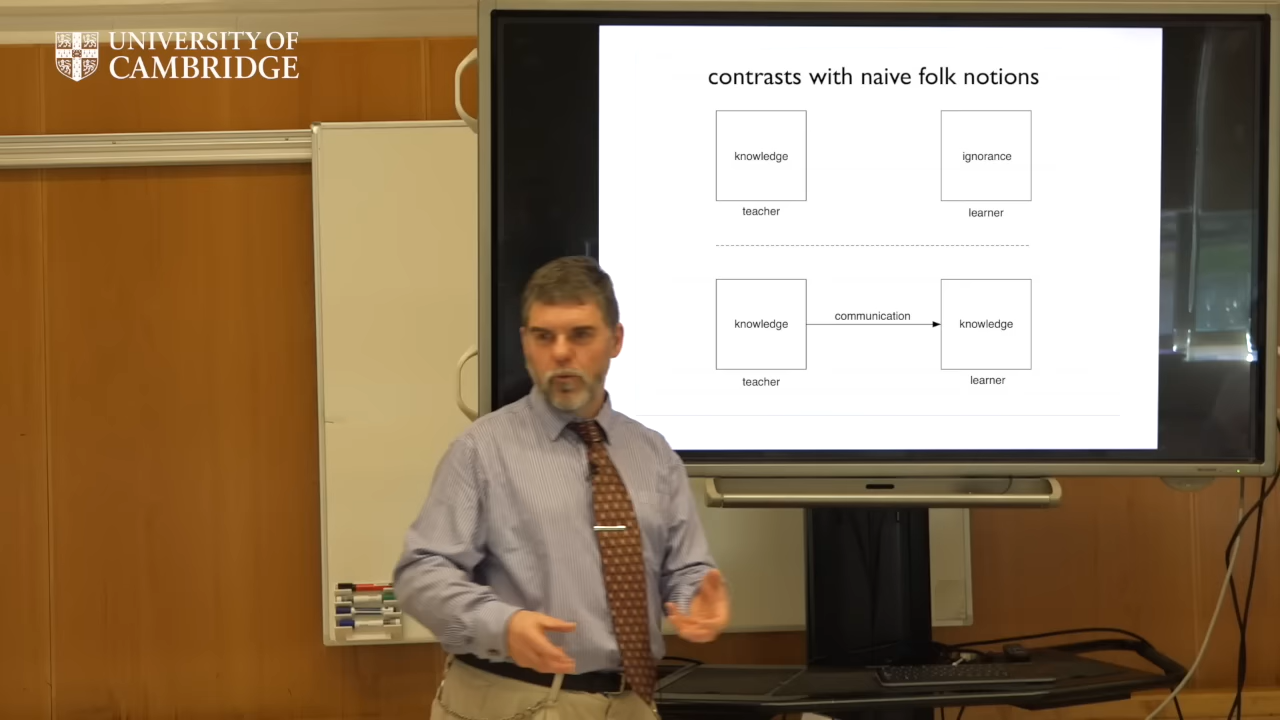 UNIVERSITY OF
CAMBRIDGE
contrasts with naive folk notions
knowledge
ignorance
teacher
learner
communication
knowledge
knowledge
teacher
learner